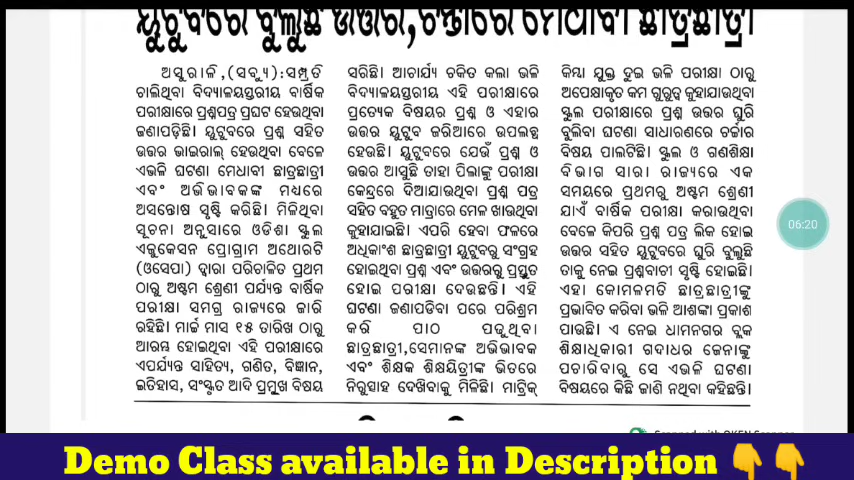 ୟୁଟୁବରେ ବୁଲୁଛି ଉତ୍ତର,ଚିନ୍ତାରେ ମେଧାବୀ ଛାତ୍ରଛାତ୍ରୀ
ଅସୁରାଳି,(ସବ୍ୟୁ):ସମ୍ପ୍ରତି
ଚାଲିଥିବା ବିଦ୍ୟାଳୟସ୍ତରୀୟ ବାର୍ଷିକ
ପରୀକ୍ଷାରେ ପ୍ରଶ୍ନପତ୍ର ପ୍ରଘଟ ହେଉଥିବା
ଜଣାପଡ଼ିଛି। ୟୁଟୁବରେ ପ୍ରଶ୍ନ ସହିତ
ଉତ୍ତର ଭାଇରାଲ୍ ହେଉଥିବା ବେଳେ
ଏଭଳି ଘଟଣା ମେଧାବୀ ଛାତ୍ରଛାତ୍ରୀ
ଏବଂ ଅଭିଭାବକଙ୍କ ମଧ୍ୟରେ
ଅସନ୍ତୋଷ ସୃଷ୍ଟି କରିଛି। ମିଳିଥିବା
ସୂଚନା ଅନୁସାରେ ଓଡିଶା ସ୍କୁଲ
ଏଜୁକେସନ ପ୍ରୋଗ୍ରାମ ଅଥୋରଟି
(ଓସେପା) ଦ୍ୱାରା ପରିଚାଳିତ ପ୍ରଥମ
ଠାରୁ ଅଷ୍ଟମ ଶ୍ରେଣୀ ପର୍ଯ୍ୟନ୍ତ ବାର୍ଷିକ
ପରୀକ୍ଷା ସମଗ୍ର ରାଜ୍ୟରେ ଜାରି
ରହିଛି। ମାର୍ଚ୍ଚ ମାସ ୧୫ ତାରିଖ ଠାରୁ
ଆରମ୍ଭ ହୋଇଥିବା ଏହି ପରୀକ୍ଷାରେ
ଏପର୍ଯ୍ୟନ୍ତ ସାହିତ୍ୟ, ଗଣିତ, ବିଜ୍ଞାନ,
ଇତିହାସ, ସଂସ୍କୃତ ଆଦି ପ୍ରମୁଖ ବିଷୟ
ସରିଛି। ଆଚାର୍ଯ୍ୟ ଚକିତ କଲା ଭଳି
ବିଦ୍ୟାଳୟସ୍ତରୀୟ ଏହି ପରୀକ୍ଷାରେ
ପ୍ରତ୍ୟେକ ବିଷୟର ପ୍ରଶ୍ନ ଓ ଏହାର
ଉତ୍ତର ୟୁଟୁବ ଜରିଆରେ ଉପଲବ୍ଧ
ହେଉଛି। ୟୁଟୁବରେ ଯେଉଁ ପ୍ରଶ୍ନ ଓ
ଉତ୍ତର ଆସୁଛି ତାହା ପିଲାଙ୍କୁ ପରୀକ୍ଷା
କେନ୍ଦ୍ରରେ ଦିଆଯାଉଥିବା ପ୍ରଶ୍ନ ପତ୍ର
ସହିତ ବହୁତ ମାତ୍ରାରେ ମେଳ ଖାଉଥିବା
କୁହାଯାଇଛି। ଏପରି ହେବା ଫଳରେ
ଅଧିକାଂଶ ଛାତ୍ରଛାତ୍ରୀ ୟୁଟୁବରୁ ସଂଗ୍ରହ
ହୋଇଥିବା ପ୍ରଶ୍ନ ଏବଂ ଉତ୍ତରରୁ ପ୍ରସ୍ତୁତ
ହୋଇ ପରୀକ୍ଷା ଦେଉଛନ୍ତି। ଏହି
ଘଟଣା ଜଣାପଡିବା ପରେ ପରିଶ୍ରମ
କରି ପାଠ ପଢୁଥିବା
ଛାତ୍ରଛାତ୍ରୀ,ସେମାନଙ୍କ ଅଭିଭାବକ
ଏବଂ ଶିକ୍ଷକ ଶିକ୍ଷୟିତ୍ରୀଙ୍କ ଭିତରେ
ନିରୁତ୍ସାହ ଦେଖିବାକୁ ମିଳିଛି। ମାଟ୍ରିକ୍
କିମ୍ୱା ଯୁକ୍ତ ଦୁଇ ଭଳି ପରୀକ୍ଷା ଠାରୁ
ଅପେକ୍ଷାକୃତ କମ ଗୁରୁତ୍ୱ କୁହାଯାଉଥିବା
ସ୍କୁଲ ପରୀକ୍ଷାରେ ପ୍ରଶ୍ନ ଉତ୍ତର ଘୁରି
ବୁଲିବା ଘଟଣା ସାଧାରଣରେ ଚର୍ଚ୍ଚାର
ବିଷୟ ପାଲଟିଛି। ସ୍କୁଲ ଓ ଗଣଶିକ୍ଷା
ବିଭାଗ ସାରା ରାଜ୍ୟରେ ଏକ
ସମୟରେ ପ୍ରଥମରୁ ଅଷ୍ଟମ ଶ୍ରେଣୀ
ଯାଏଁ ବାର୍ଷିକ ପରୀକ୍ଷା କରାଉଥିବା
ବେଳେ କିପରି ପ୍ରଶ୍ନ ପତ୍ର ଲିକ ହୋଇ
ଉତ୍ତର ସହିତ ୟୁଟୁବରେ ଘୁରି ବୁଲୁଛି
ତାକୁ ନେଇ ପ୍ରଶ୍ନବାଚୀ ସୃଷ୍ଟି ହୋଇଛି।
ଏହା କୋମଳମତି ଛାତ୍ରଛାତ୍ରୀଙ୍କୁ
ପ୍ରଭାବିତ କରିବା ଭଳି ଆଶଙ୍କା ପ୍ରକାଶ
ପାଉଛି। ଏ ନେଇ ଧାମନଗର ବ୍ଲକ
ଶିକ୍ଷାଧିକାରୀ ଗଦାଧର ଜେନାଙ୍କୁ
ପଚାରିବାରୁ ସେ ଏଭଳି ଘଟଣା
ବିଷୟରେ କିଛି ଜାଣି ନଥିବା କହିଛନ୍ତି।
06:20
Demo Class available in Description 👇👇